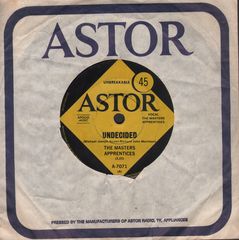 ASTOR
UNBREAKABLE
45
ASTOR
VOCAL
THE MASTERS
APPRENTICES
UNDECIDED
THE MASTERS
APPRENTICES
A-7071
PRESSED BY THE MANUFACTURERS OF ASTOR RADIO, TV, APPLIANCES